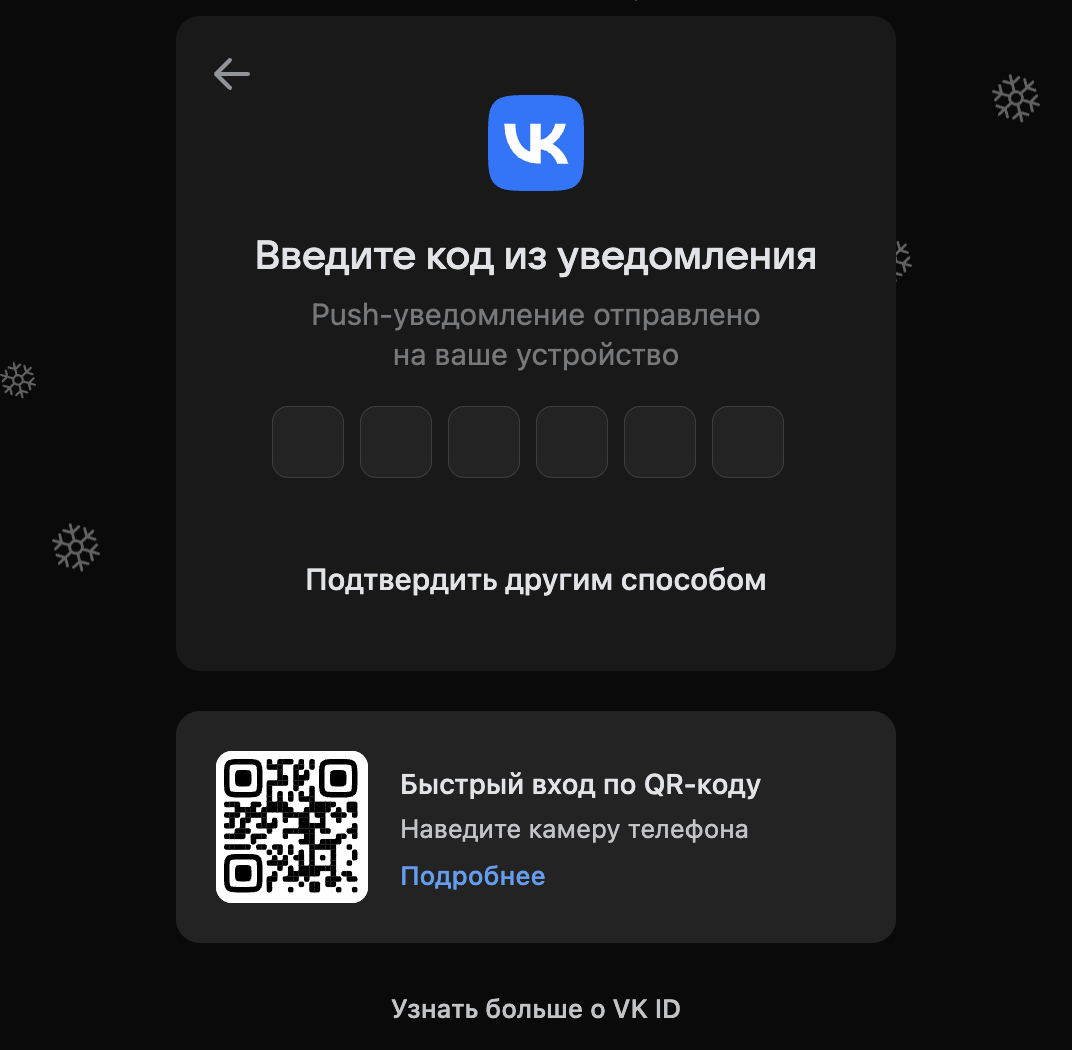 VK
Введите код из уведомления
Push-уведомление отправлено
на ваше устройство
Подтвердить другим способом
Быстрый вход по QR-коду
Наведите камеру телефона
Подробнее
Узнать больше о VK ID